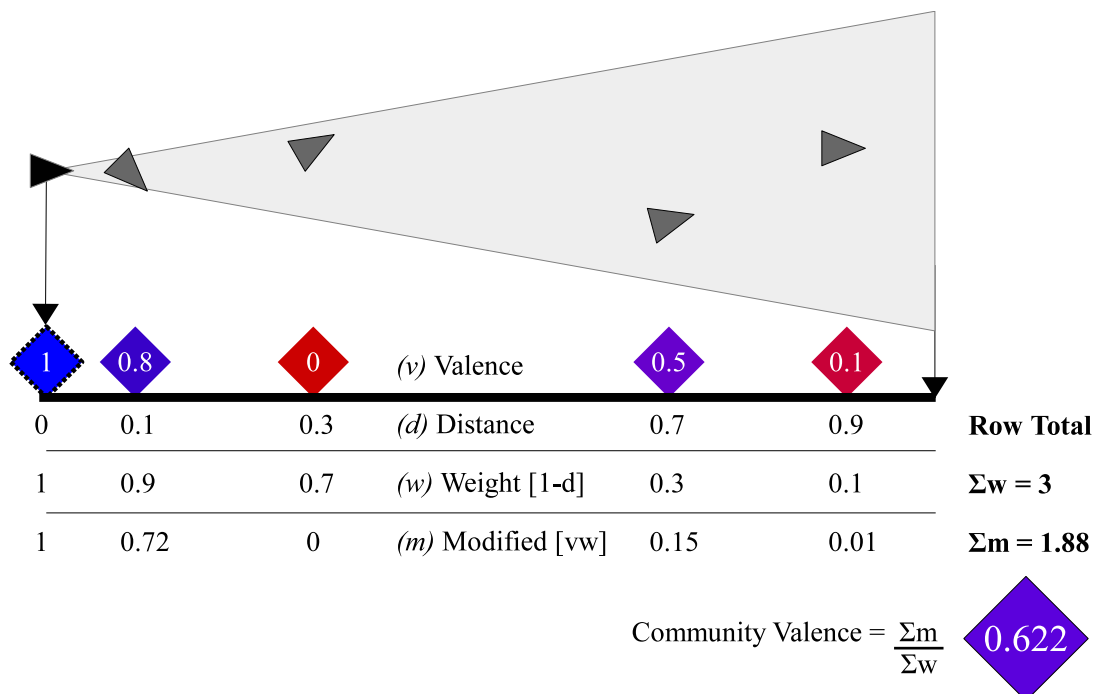 1 0.8 0 (v) Valence 0.5 0.1
0 0.1 0.3 (d) Distance 0.7 0.9 Row Total
1 0.9 0.7 (w) Weight [1-d] 0.3 0.1 Σw = 3
1 0.72 0 (m) Modified [vw] 0.15 0.01 Σm = 1.88
Community Valence = Σm 0.622
Σw